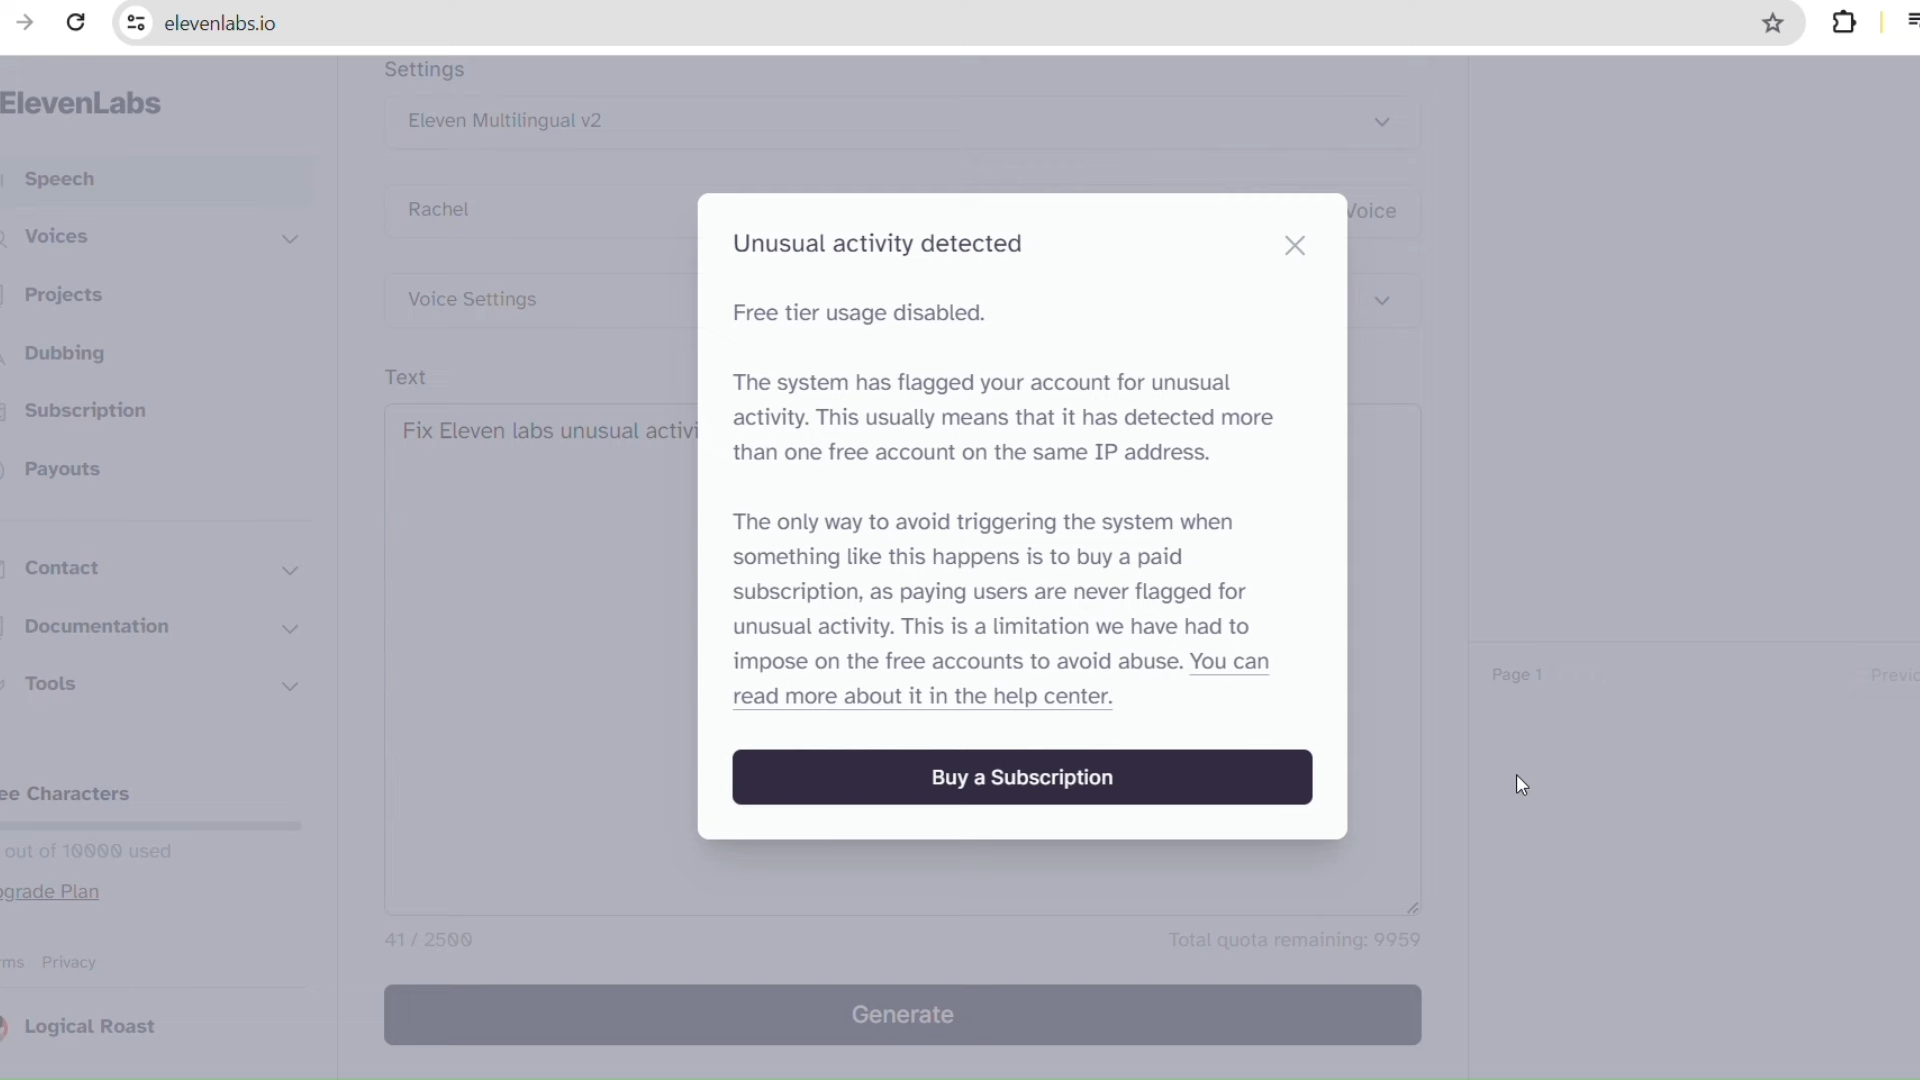 elevenlabs.io
Settings
ElevenLabs
Eleven Multilingual v2
Speech
Rachel
Voice
Voices
Projects
Voice Settings
Dubbing
Text
Subscription
Fix Eleven labs unusual activi
Payouts
Contact
Documentation
Tools
Unusual activity detected
Free tier usage disabled.
The system has flagged your account for unusual
activity. This usually means that it has detected more
than one free account on the same IP address.
The only way to avoid triggering the system when
something like this happens is to buy a paid
subscription, as paying users are never flagged for
unusual activity. This is a limitation we have had to
impose on the free accounts to avoid abuse. You can
read more about it in the help center.
Buy a Subscription
Page 1
Previo
ee Characters
out of 10000 used
ograde Plan
41 / 2500
Total quota remaining: 9959
rms Privacy
Generate
Logical Roast